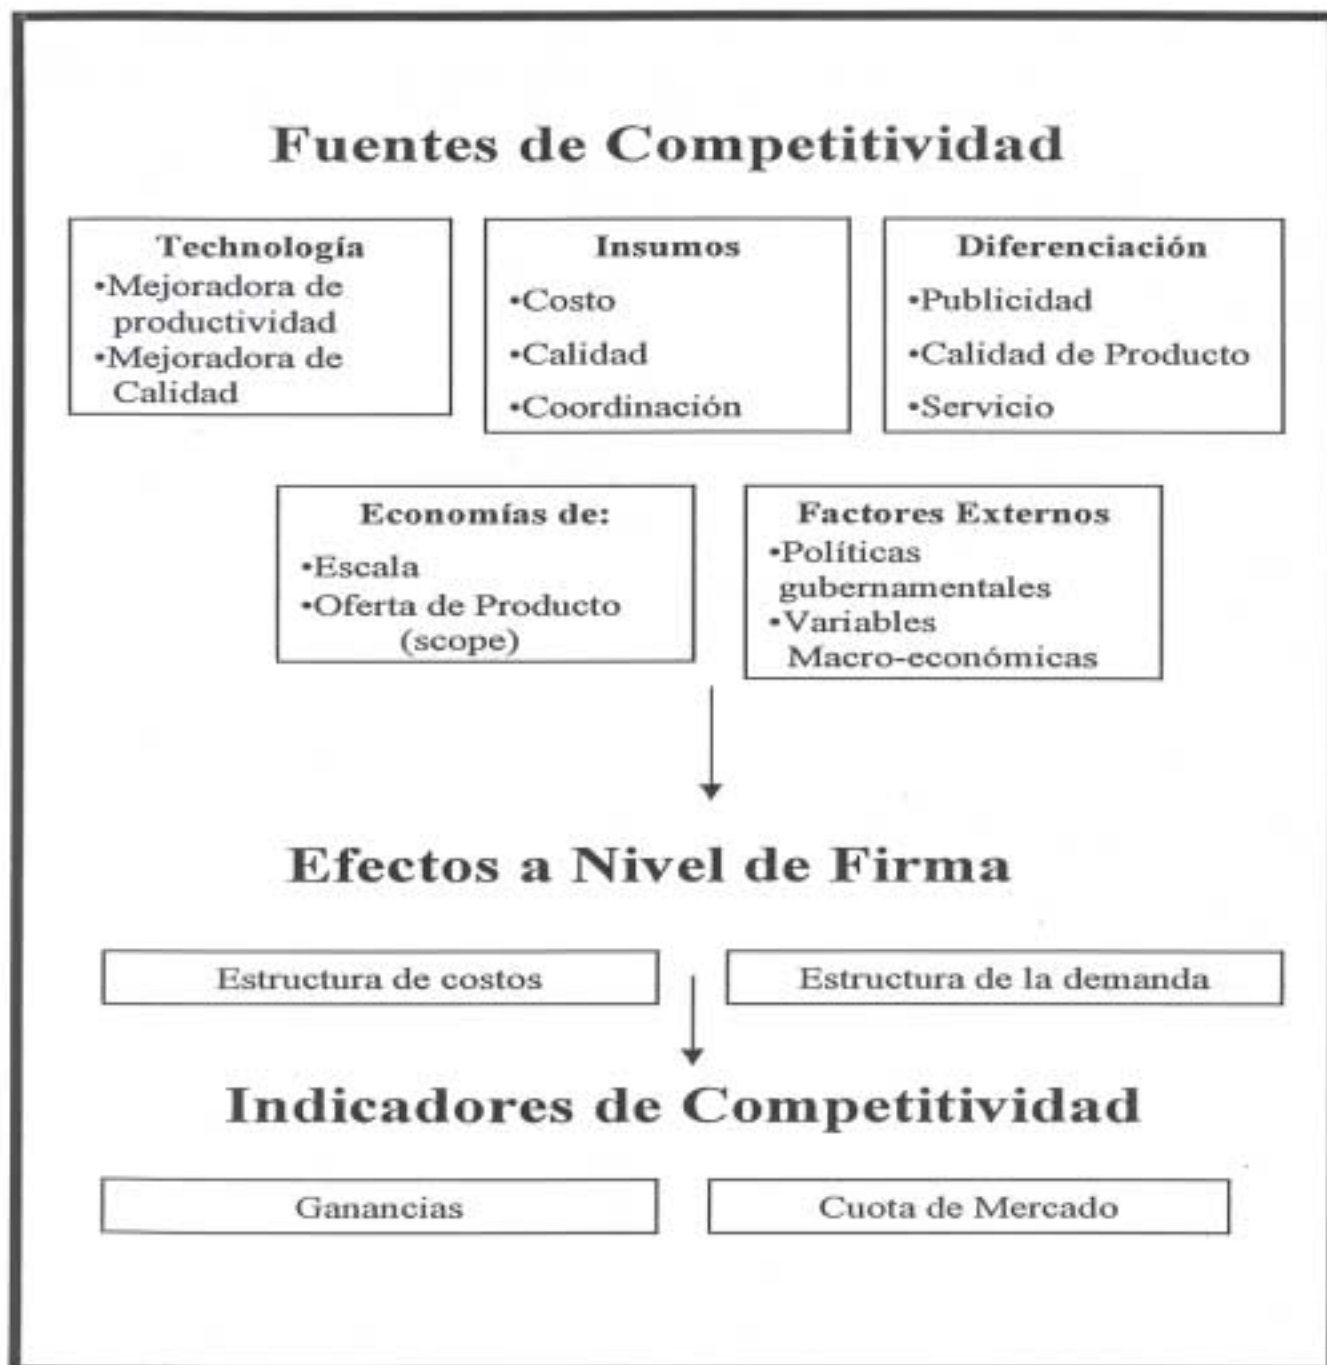 Fuentes de Competitividad
Technología
•Mejoradora de
productividad
•Mejoradora de
Calidad
Insumos
•Costo
•Calidad
•Coordinación
Diferenciación
•Publicidad
•Calidad de Producto
•Servicio
Economías de:
•Escala
•Oferta de Producto
(scope)
Factores Externos
•Políticas
gubernamentales
•Variables
Macro-económicas
Efectos a Nivel de Firma
Estructura de costos
Estructura de la demanda
Indicadores de Competitividad
Ganancias
Cuota de Mercado